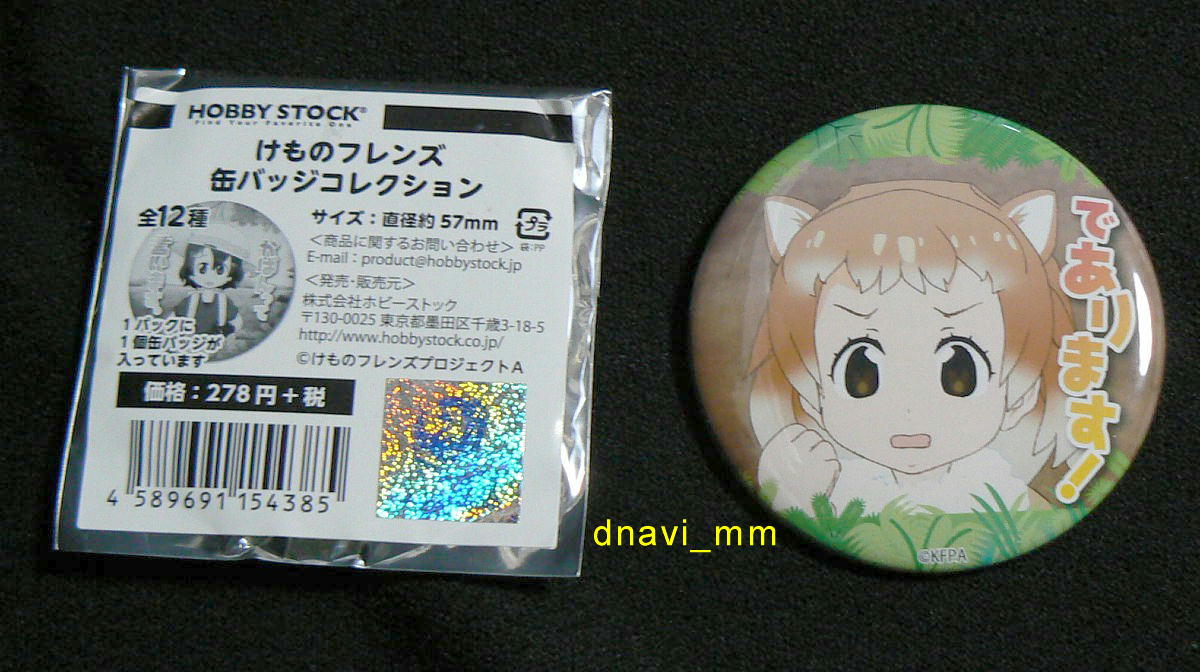 HOBBY STOCK®
Find Your Favorite One
けものフレンズ
缶バッジコレクション
全12種
サイズ：直径約57mm
プラ
袋:PP
＜商品に関するお問い合わせ＞
E-mail：product@hobbystock.jp
＜発売・販売元＞
株式会社ホビーストック
〒130-0025 東京都墨田区千歳3-18-5
http://www.hobbystock.co.jp/
©けものフレンズプロジェクトA
1パックに
1個缶バッジが
入っています
価格：278円＋税
4 589691 154385
であります!
©KFPA
dnavi_mm